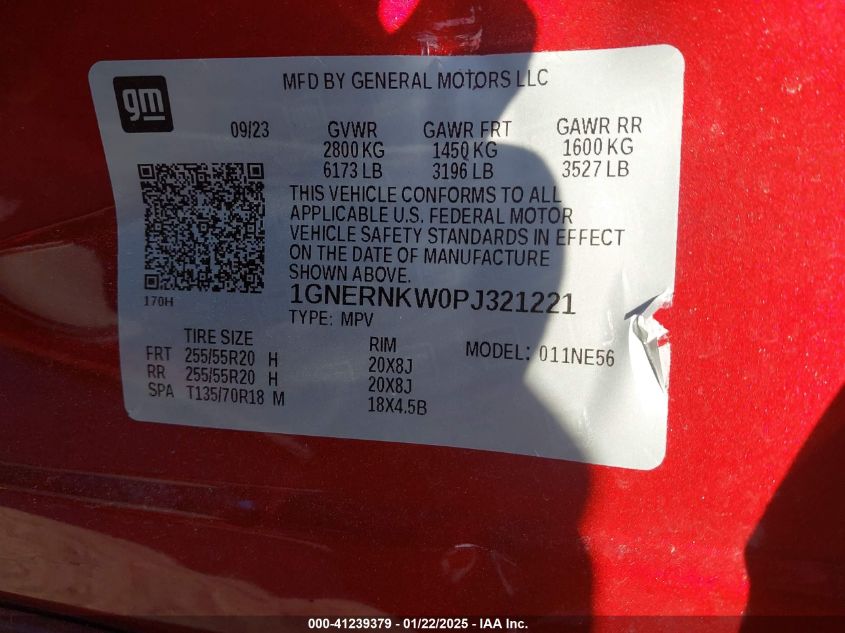 gm
MFD BY GENERAL MOTORS LLC
09/23 GVWR GAWR FRT GAWR RR
2800 KG 1450 KG 1600 KG
6173 LB 3196 LB 3527 LB
THIS VEHICLE CONFORMS TO ALL
APPLICABLE U.S. FEDERAL MOTOR
VEHICLE SAFETY STANDARDS IN EFFECT
ON THE DATE OF MANUFACTURE
SHOWN ABOVE.
170H
1GNERNKW0PJ321221
TYPE: MPV
TIRE SIZE RIM MODEL: 011NE56
FRT 255/55R20 H 20X8J
RR 255/55R20 H 20X8J
SPA T135/70R18 M 18X4.5B
000-41239379 - 01/22/2025 - IAA Inc.